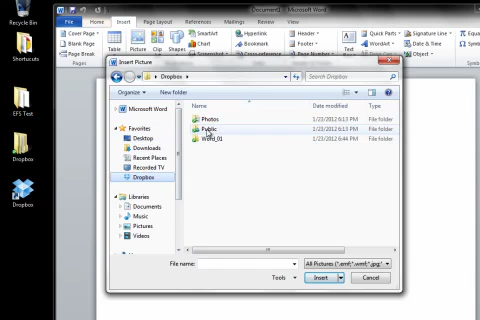 Recycle Bin
Shortcuts
EFS Test
Dropbox
Dropbox
Document1 - Microsoft Word
File
Home
Insert
Page Layout
References
Mailings
Review
View
Cover Page
Blank Page
Page Break
Table
Picture
Clip
Shapes
SmartArt
Chart
Screenshot
Hyperlink
Bookmark
Cross-reference
Header
Footer
Text
Quick Parts
WordArt
Signature Line
Date & Time
Object
Equa
Sym
Insert Picture
Dropbox
Search Dropbox
Organize
New folder
Microsoft Word
Favorites
Desktop
Downloads
Recent Places
Recorded TV
Dropbox
Libraries
Documents
Music
Pictures
Videos
Name
Date modified
Type
Photos 1/23/2012 6:13 PM File folder
Public 1/23/2012 6:13 PM File folder
Word_01 1/23/2012 6:44 PM File folder
File name:
All Pictures (*.emf;*.wmf;*.jpg;*
Tools
Insert
Cancel